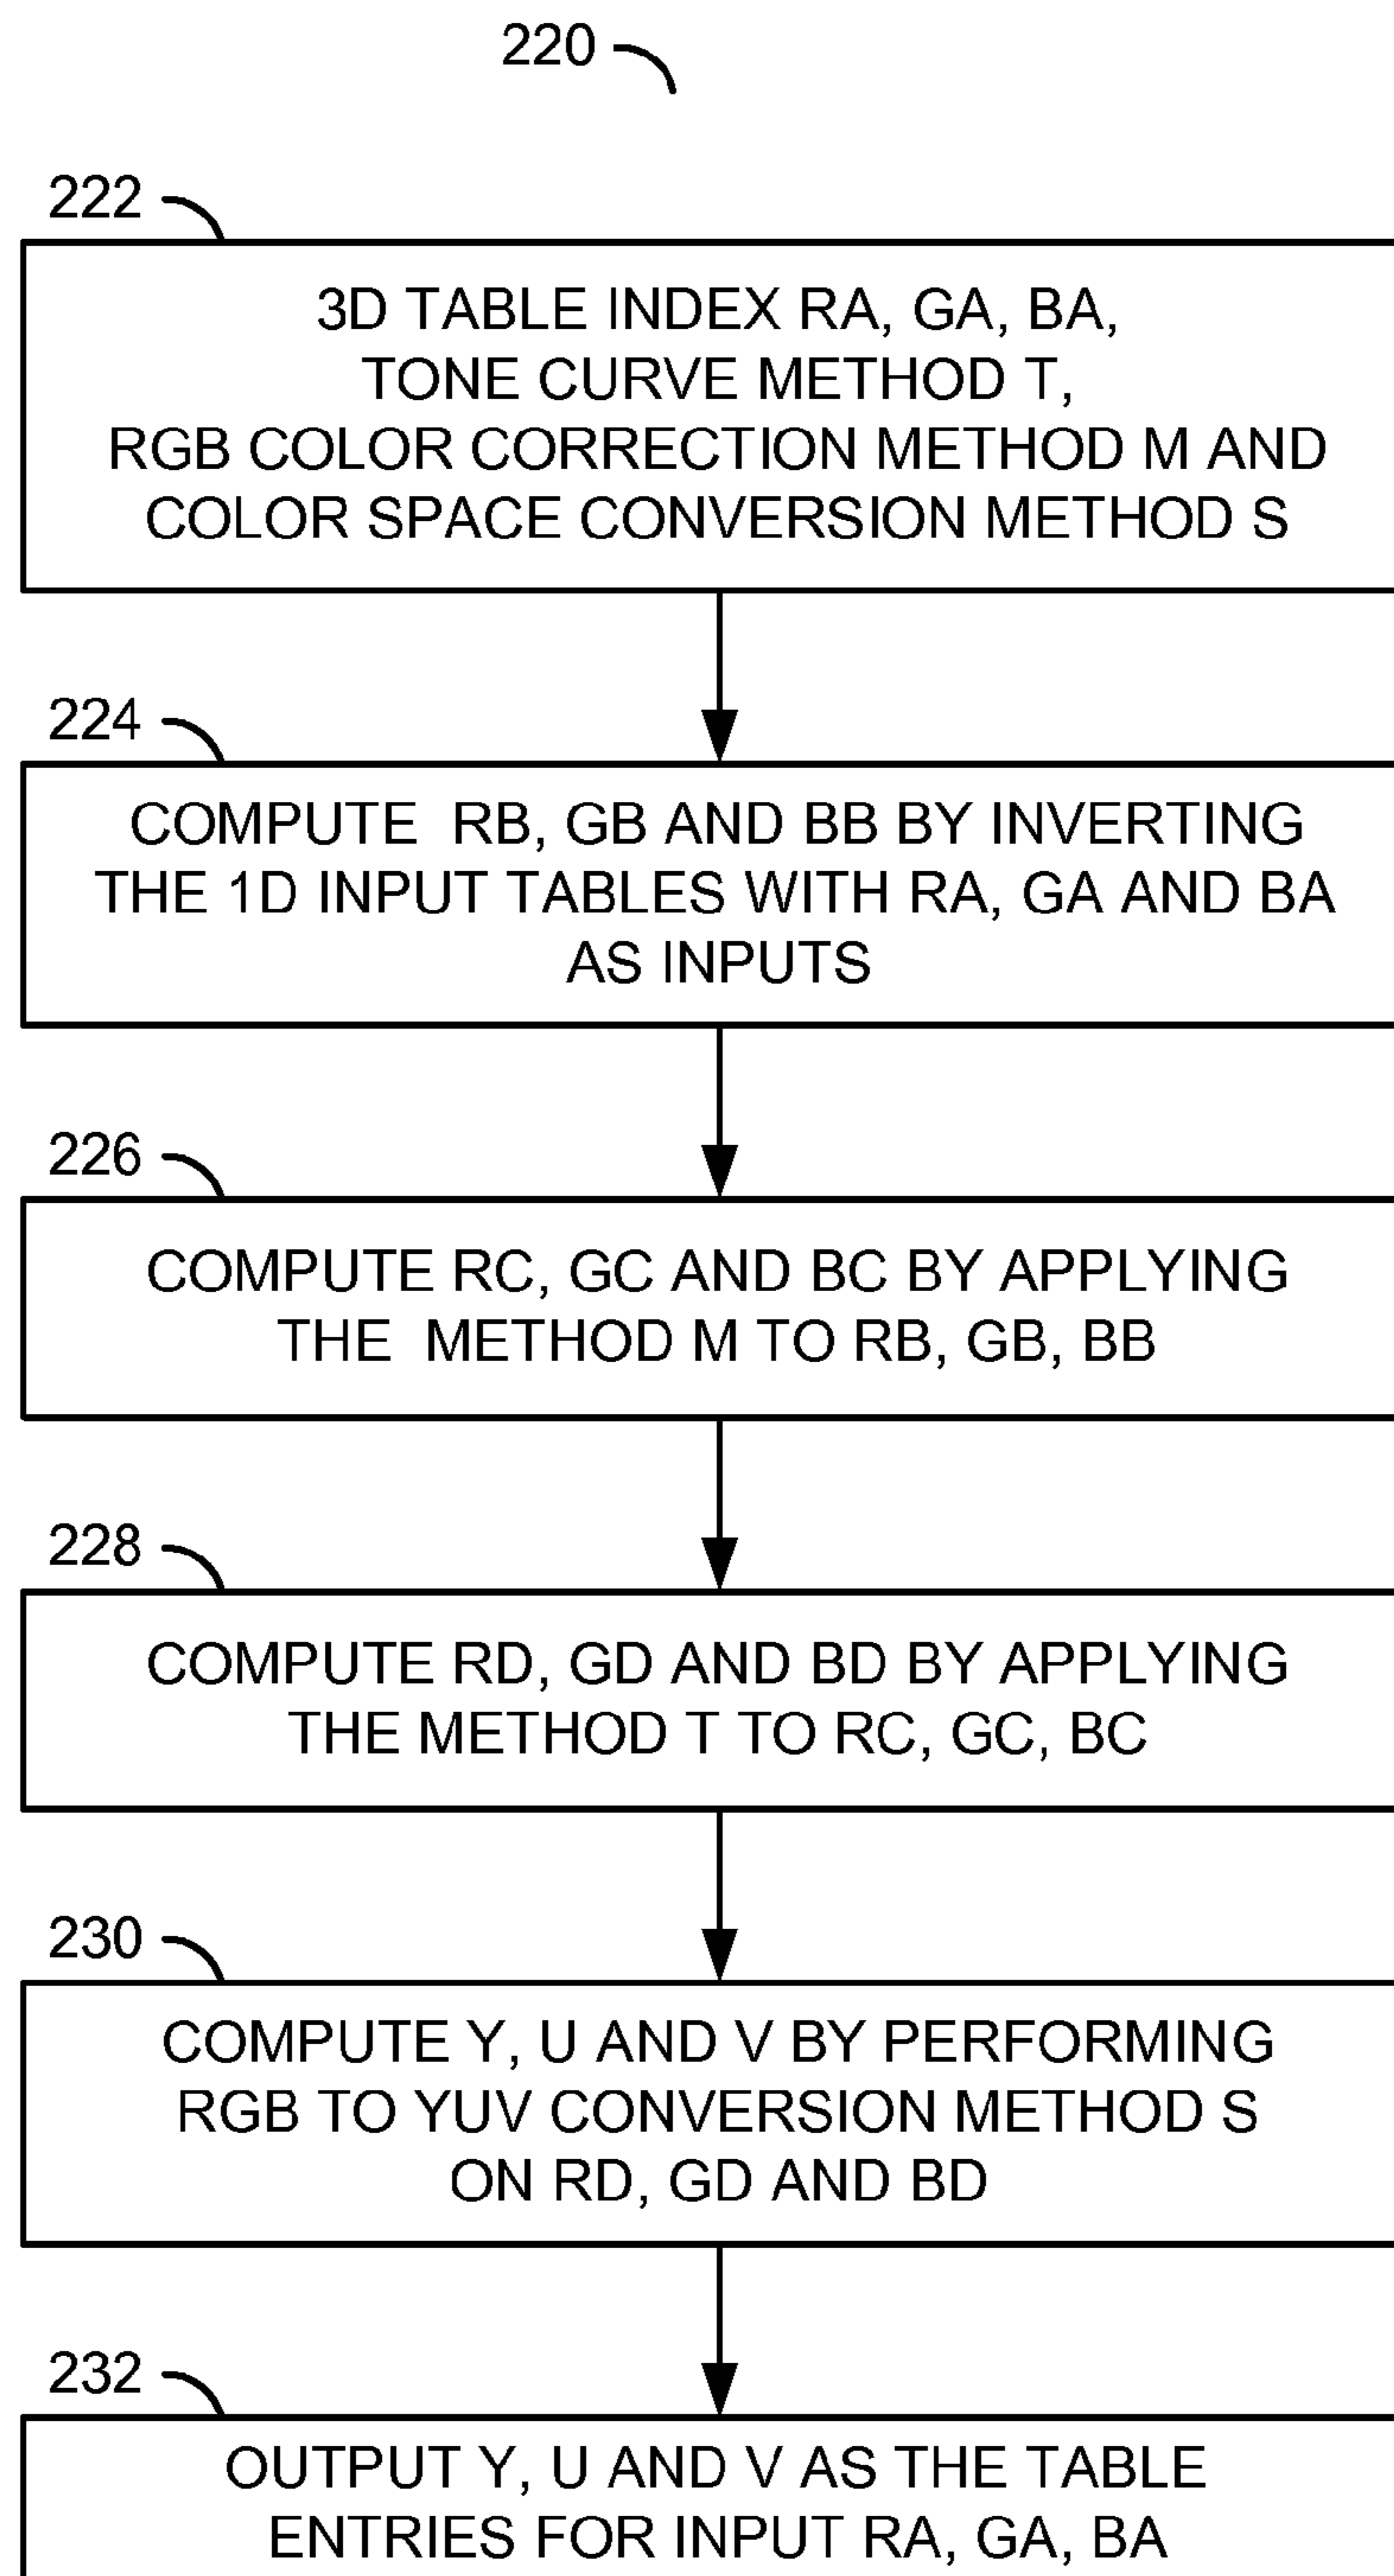 220
222
3D TABLE INDEX RA, GA, BA,
TONE CURVE METHOD T,
RGB COLOR CORRECTION METHOD M AND
COLOR SPACE CONVERSION METHOD S
224
COMPUTE RB, GB AND BB BY INVERTING
THE 1D INPUT TABLES WITH RA, GA AND BA
AS INPUTS
226
COMPUTE RC, GC AND BC BY APPLYING
THE METHOD M TO RB, GB, BB
228
COMPUTE RD, GD AND BD BY APPLYING
THE METHOD T TO RC, GC, BC
230
COMPUTE Y, U AND V BY PERFORMING
RGB TO YUV CONVERSION METHOD S
ON RD, GD AND BD
232
OUTPUT Y, U AND V AS THE TABLE
ENTRIES FOR INPUT RA, GA, BA